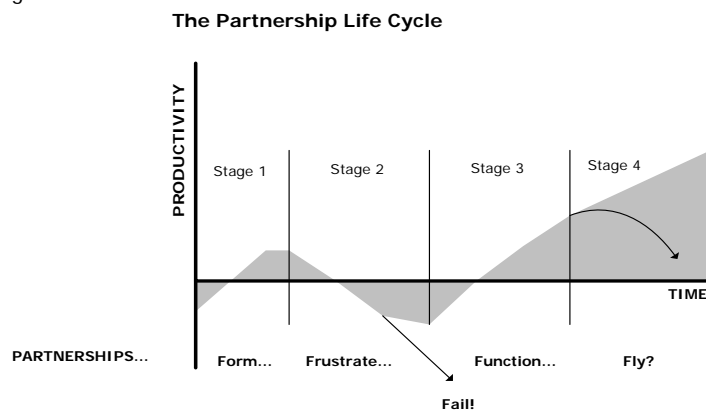 The Partnership Life Cycle
PRODUCTIVITY
Stage 1
Stage 2
Stage 3
Stage 4
TIME
PARTNERSHIPS...
Form...
Frustrate...
Function...
Fly?
Fail!